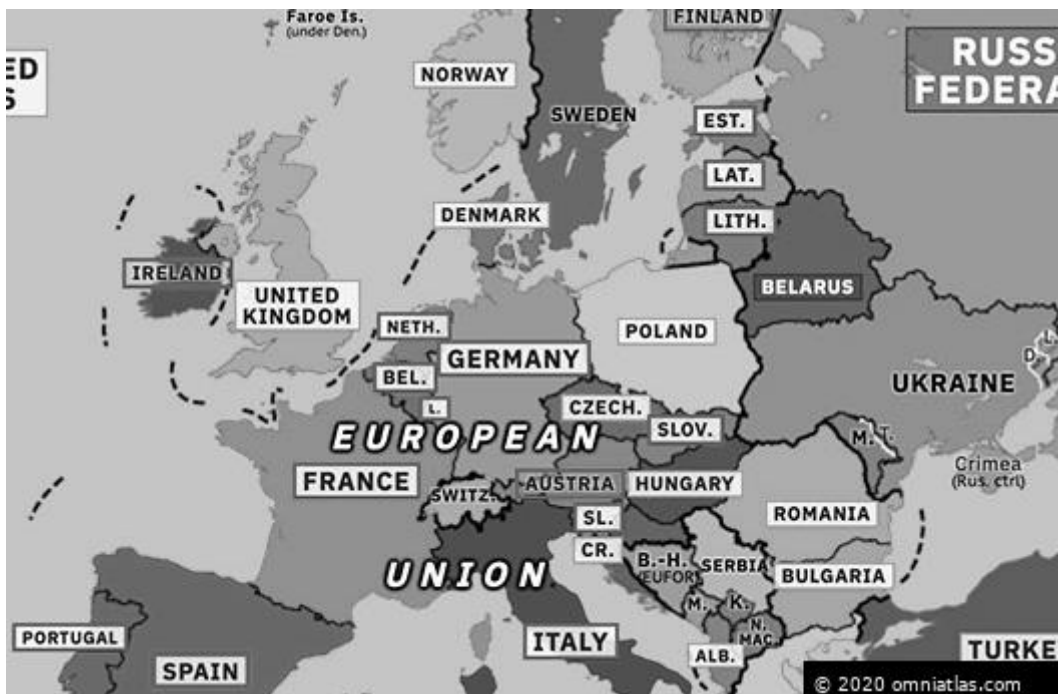 Faroe Is.
(under Den.)
FINLAND
ED
S
RUSS
FEDERA
NORWAY
SWEDEN
EST.
LAT.
LITH.
DENMARK
IRELAND
UNITED
KINGDOM
BELARUS
NETH.
POLAND
GERMANY
BEL.
L.
D.
L.
UKRAINE
CZECH.
SLOV.
EUROPEAN
M.
T.
Crimea
(Rus. ctrl)
FRANCE
SWITZ.
AUSTRIA
HUNGARY
SL.
ROMANIA
CR.
B.-H.
(EUFOR)
SERBIA
UNION
BULGARIA
M.
K.
PORTUGAL
ITALY
N.
MAC.
SPAIN
ALB.
TURKE
© 2020 omniatlas.com